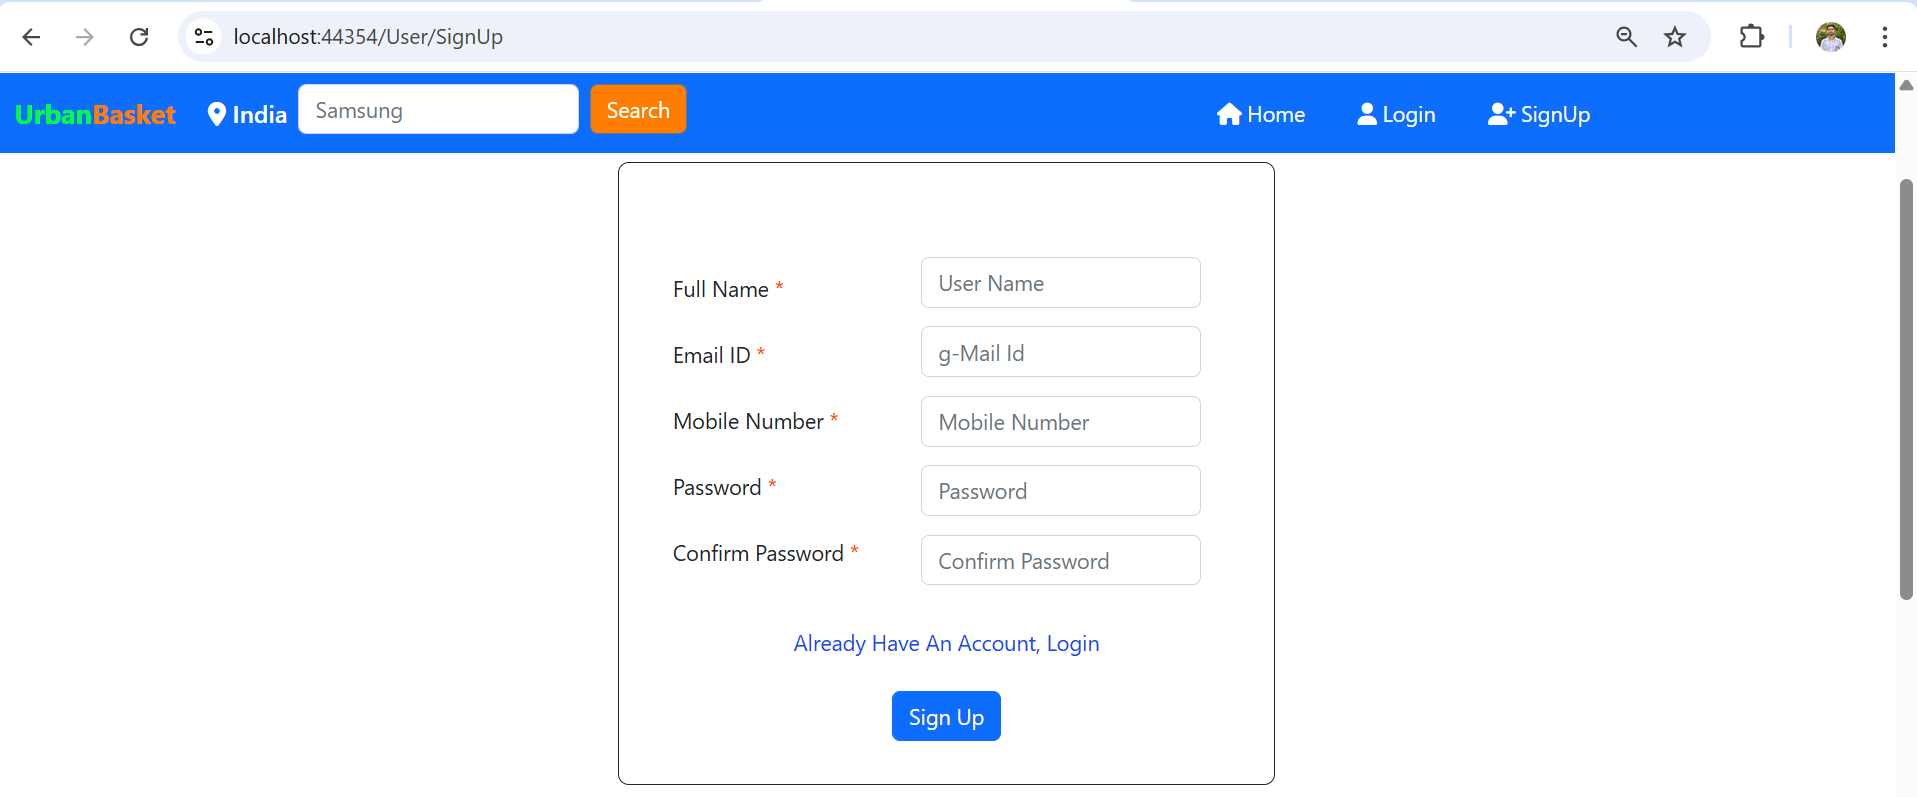 localhost:44354/User/SignUp
UrbanBasket India Samsung Search Home Login SignUp
Full Name * User Name
Email ID * g-Mail Id
Mobile Number * Mobile Number
Password * Password
Confirm Password * Confirm Password
Already Have An Account, Login
Sign Up